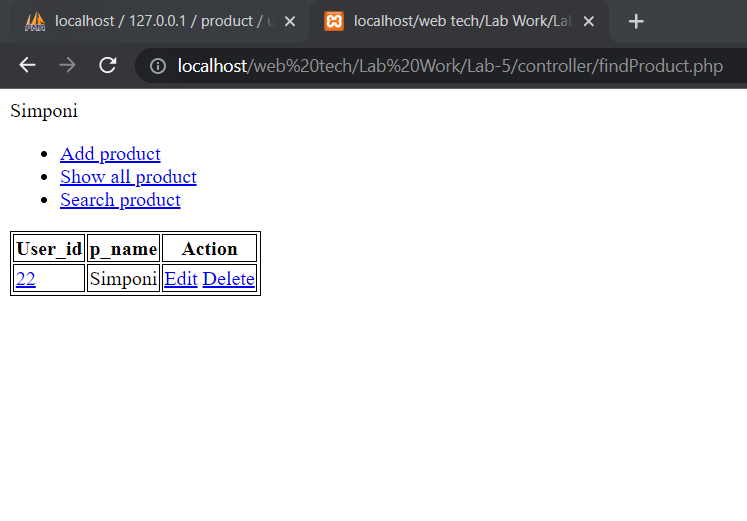 localhost / 127.0.0.1 / product / u
localhost/web tech/Lab Work/Lab
localhost/web%20tech/Lab%20Work/Lab-5/controller/findProduct.php
Simponi
Add product
Show all product
Search product
User_id p_name Action
22 Simponi Edit Delete